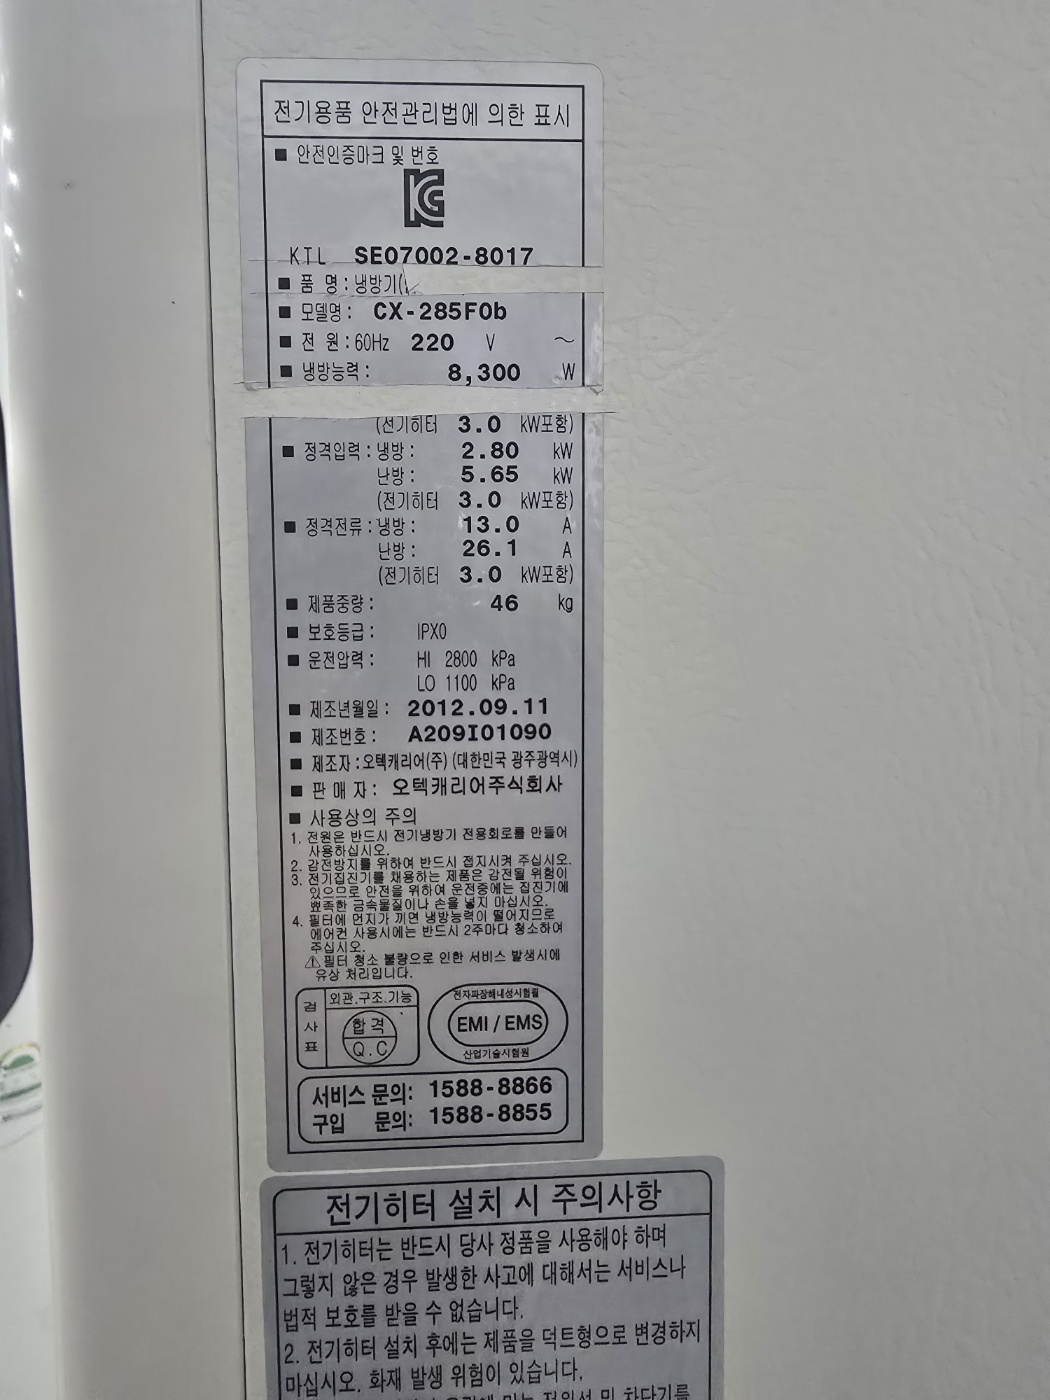 전기용품 안전관리법에 의한 표시
■ 안전인증마크 및 번호
KTL SE07002-8017
■ 품 명 : 냉방기(
■ 모델명 : CX-285F0b
■ 전 원 : 60Hz 220 V ~
■ 냉방능력 : 8,300 W
(전기히터 3.0 kW포함)
■ 정격입력 : 냉방 : 2.80 kW
난방 : 5.65 kW
(전기히터 3.0 kW포함)
■ 정격전류 : 냉방 : 13.0 A
난방 : 26.1 A
(전기히터 3.0 kW포함)
■ 제품중량 : 46 kg
■ 보호등급 : IPX0
■ 운전압력 : HI 2800 kPa
LO 1100 kPa
■ 제조년월일 : 2012.09.11
■ 제조번호 : A209I01090
■ 제조자 : 오텍캐리어(주) (대한민국 광주광역시)
■ 판 매 자 : 오텍캐리어주식회사
■ 사용상의 주의
1. 전원은 반드시 전기냉방기 전용회로를 만들어
사용하십시오.
2. 감전방지를 위하여 반드시 접지시켜 주십시오.
3. 전기집진기를 채용하는 제품은 감전될 위험이
있으므로 안전을 위하여 운전중에는 집진기에
뾰족한 금속물질이나 손을 넣지 마십시오.
4. 필터에 먼지가 끼면 냉방능력이 떨어지므로
에어컨 사용시에는 반드시 2주마다 청소하여
주십시오.
⚠필터 청소 불량으로 인한 서비스 발생시에
유상 처리입니다.
검사표
외관.구조.기능
합격
Q.C
전자파장해내성시험필
EMI / EMS
산업기술시험원
서비스 문의: 1588-8866
구입 문의: 1588-8855
전기히터 설치 시 주의사항
1. 전기히터는 반드시 당사 정품을 사용해야 하며
그렇지 않은 경우 발생한 사고에 대해서는 서비스나
법적 보호를 받을 수 없습니다.
2. 전기히터 설치 후에는 제품을 덕트형으로 변경하지
마십시오. 화재 발생 위험이 있습니다.